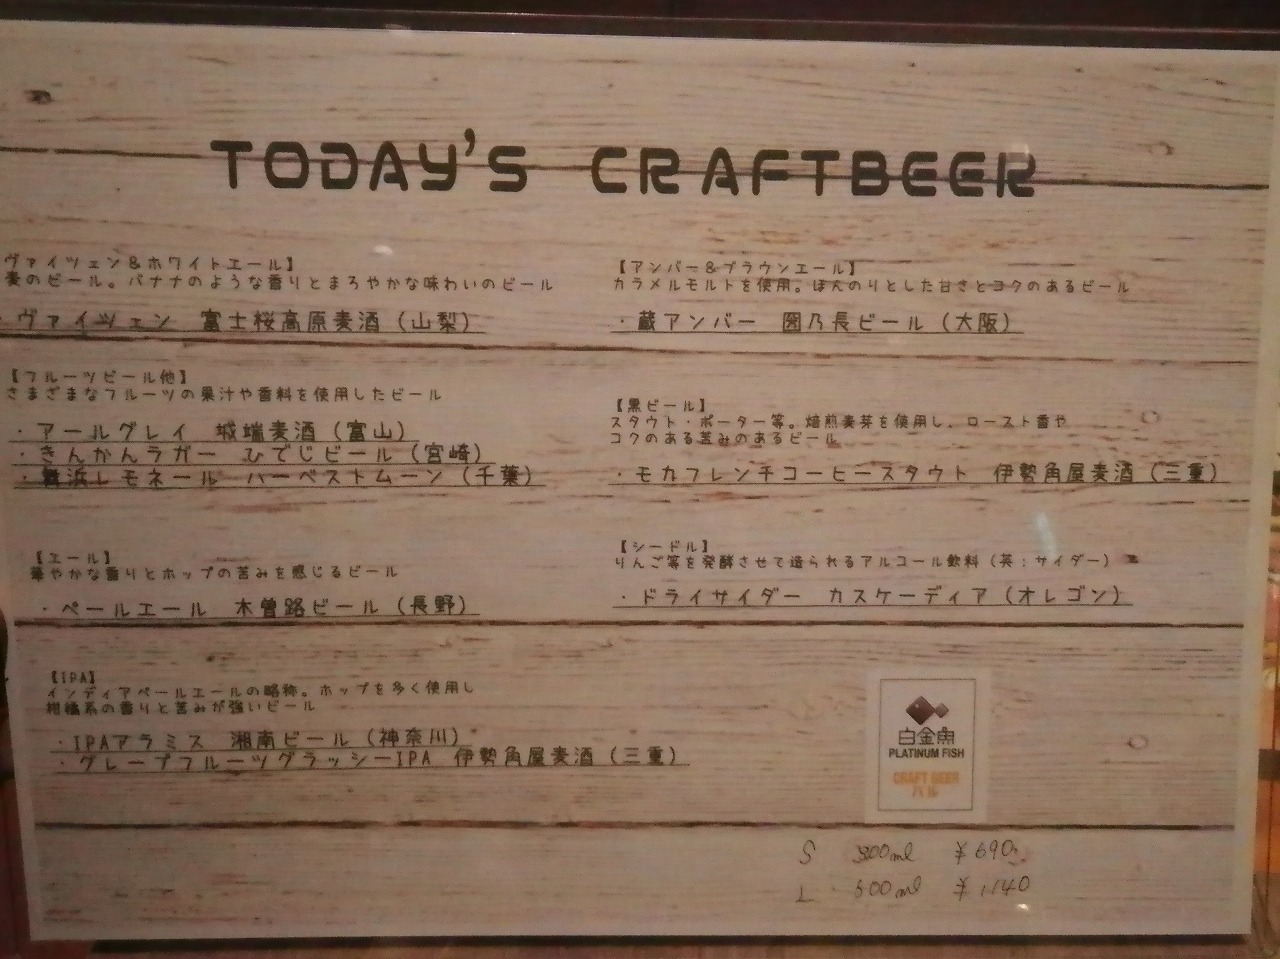 TODAY'S CRAFTBEER
ヴァイツェン&ホワイトエール】
麦のビール。バナナのような香りとまろやかな味わいのビール
・ヴァイツェン 富士桜高原麦酒(山梨)
【フルーツビール他】
さまざまなフルーツの果汁や香料を使用したビール
・アールグレイ 城端麦酒(富山)
・きんかんラガー ひでじビール(宮崎)
・舞浜レモネール ハーベストムーン(千葉)
【エール】
華やかな香りとホップの苦みを感じるビール
・ペールエール 木曽路ビール(長野)
【IPA】
インディアペールエールの略称。ホップを多く使用し
柑橘系の香りと苦みが強いビール
・IPAアラミス 湘南ビール(神奈川)
・グレープフルーツグラッシーIPA 伊勢角屋麦酒(三重)
【アンバー&ブラウンエール】
カラメルモルトを使用。ほんのりとした甘さとコクのあるビール
・蔵アンバー 國乃長ビール(大阪)
【黒ビール】
スタウト・ポーター等。焙煎麦芽を使用し、ロースト香や
コクのある苦みのあるビール
・モカフレンチコーヒースタウト 伊勢角屋麦酒(三重)
【シードル】
りんご等を発酵させて造られるアルコール飲料(英:サイダー)
・ドライサイダー カスケーディア(オレゴン)
白金魚
PLATINUM FISH
CRAFT BEER
バル
S 300ml ¥690
L 500ml ¥1,140